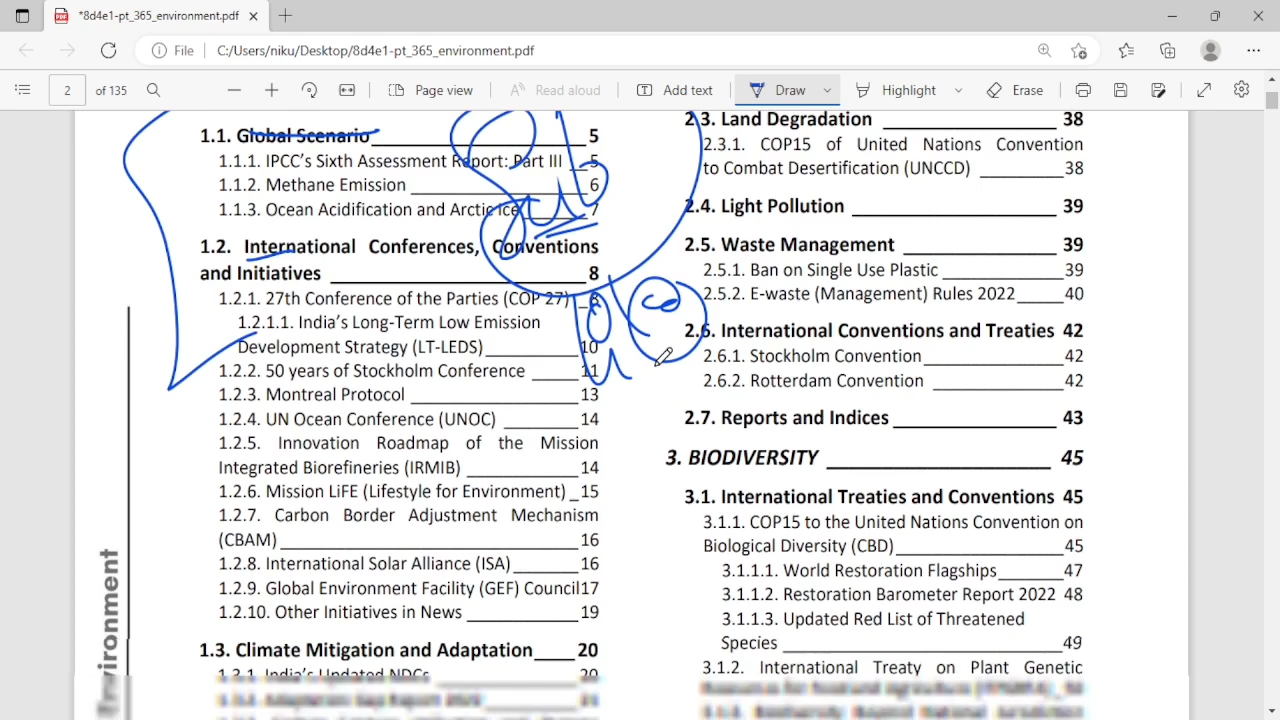 *8d4e1-pt_365_environment.pdf
File C:/Users/niku/Desktop/8d4e1-pt_365_environment.pdf
2 of 135 Page view Read aloud Add text Draw Highlight Erase
1.1. Global Scenario 5
1.1.1. IPCC's Sixth Assessment Report: Part III 5
1.1.2. Methane Emission 6
1.1.3. Ocean Acidification and Arctic Ice 7
1.2. International Conferences, Conventions
and Initiatives 8
1.2.1. 27th Conference of the Parties (COP 27) 8
1.2.1.1. India's Long-Term Low Emission
Development Strategy (LT-LEDS) 10
1.2.2. 50 years of Stockholm Conference 11
1.2.3. Montreal Protocol 13
1.2.4. UN Ocean Conference (UNOC) 14
1.2.5. Innovation Roadmap of the Mission
Integrated Biorefineries (IRMIB) 14
1.2.6. Mission LiFE (Lifestyle for Environment) 15
1.2.7. Carbon Border Adjustment Mechanism
(CBAM) 16
1.2.8. International Solar Alliance (ISA) 16
1.2.9. Global Environment Facility (GEF) Council17
1.2.10. Other Initiatives in News 19
1.3. Climate Mitigation and Adaptation 20
1.3.1. India's Updated NDCs 20
2.3. Land Degradation 38
2.3.1. COP15 of United Nations Convention
to Combat Desertification (UNCCD) 38
2.4. Light Pollution 39
2.5. Waste Management 39
2.5.1. Ban on Single Use Plastic 39
2.5.2. E-waste (Management) Rules 2022 40
2.6. International Conventions and Treaties 42
2.6.1. Stockholm Convention 42
2.6.2. Rotterdam Convention 42
2.7. Reports and Indices 43
3. BIODIVERSITY 45
3.1. International Treaties and Conventions 45
3.1.1. COP15 to the United Nations Convention on
Biological Diversity (CBD) 45
3.1.1.1. World Restoration Flagships 47
3.1.1.2. Restoration Barometer Report 2022 48
3.1.1.3. Updated Red List of Threatened
Species 49
3.1.2. International Treaty on Plant Genetic
Sub
Environment